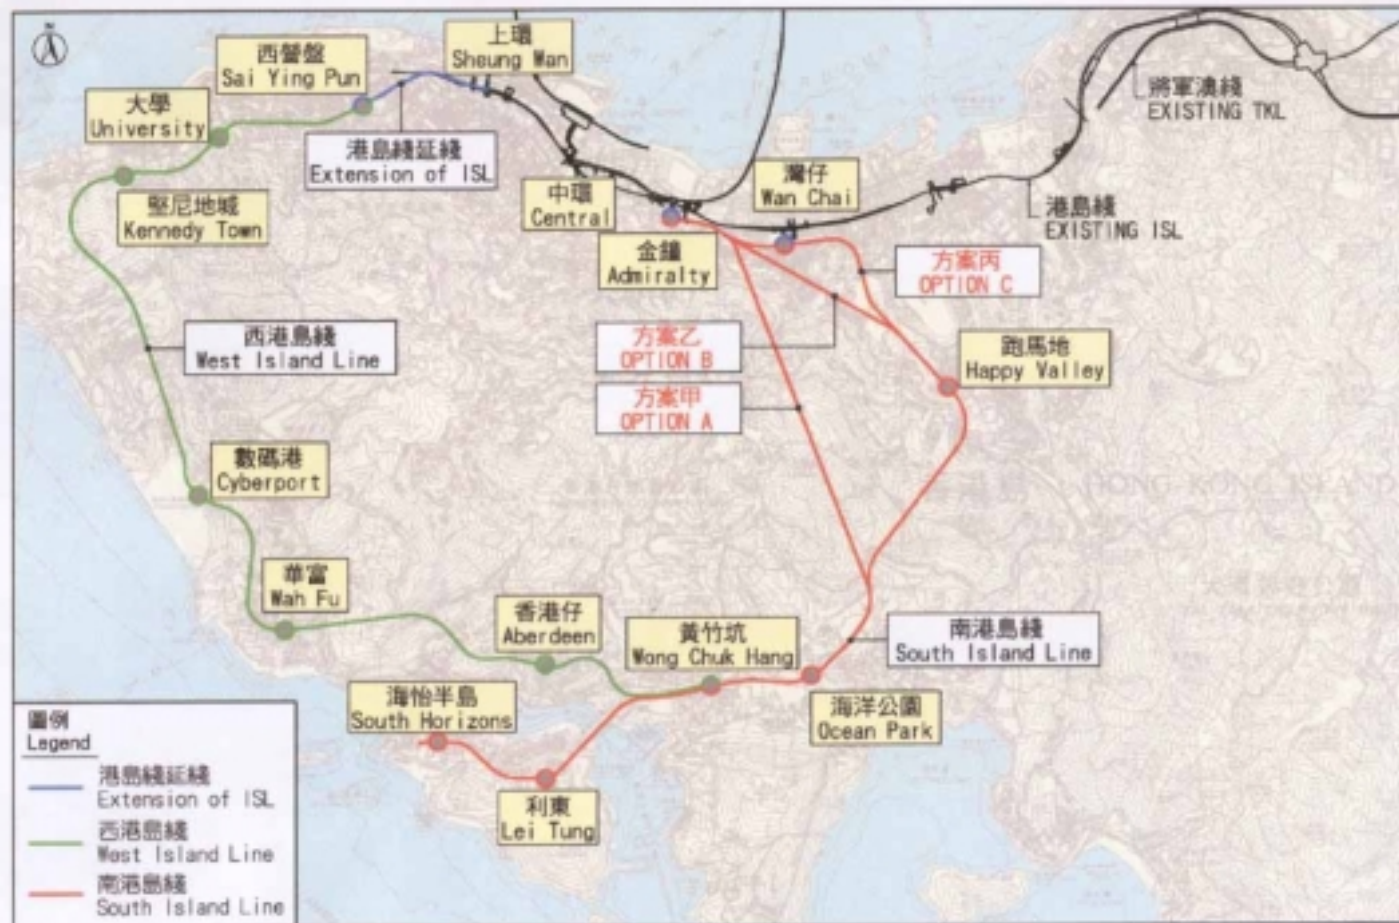 N
西營盤
Sai Ying Pun
上環
Sheung Wan
大學
University
港島綫延綫
Extension of ISL
將軍澳綫
EXISTING TKL
堅尼地城
Kennedy Town
中環
Central
灣仔
Wan Chai
港島綫
EXISTING ISL
金鐘
Admiralty
方案丙
OPTION C
西港島綫
West Island Line
方案乙
OPTION B
跑馬地
Happy Valley
方案甲
OPTION A
數碼港
Cyberport
HONG KONG ISLAND
華富
Wah Fu
香港仔
Aberdeen
黃竹坑
Wong Chuk Hang
南港島綫
South Island Line
海怡半島
South Horizons
海洋公園
Ocean Park
利東
Lei Tung
圖例
Legend
港島綫延綫
Extension of ISL
西港島綫
West Island Line
南港島綫
South Island Line